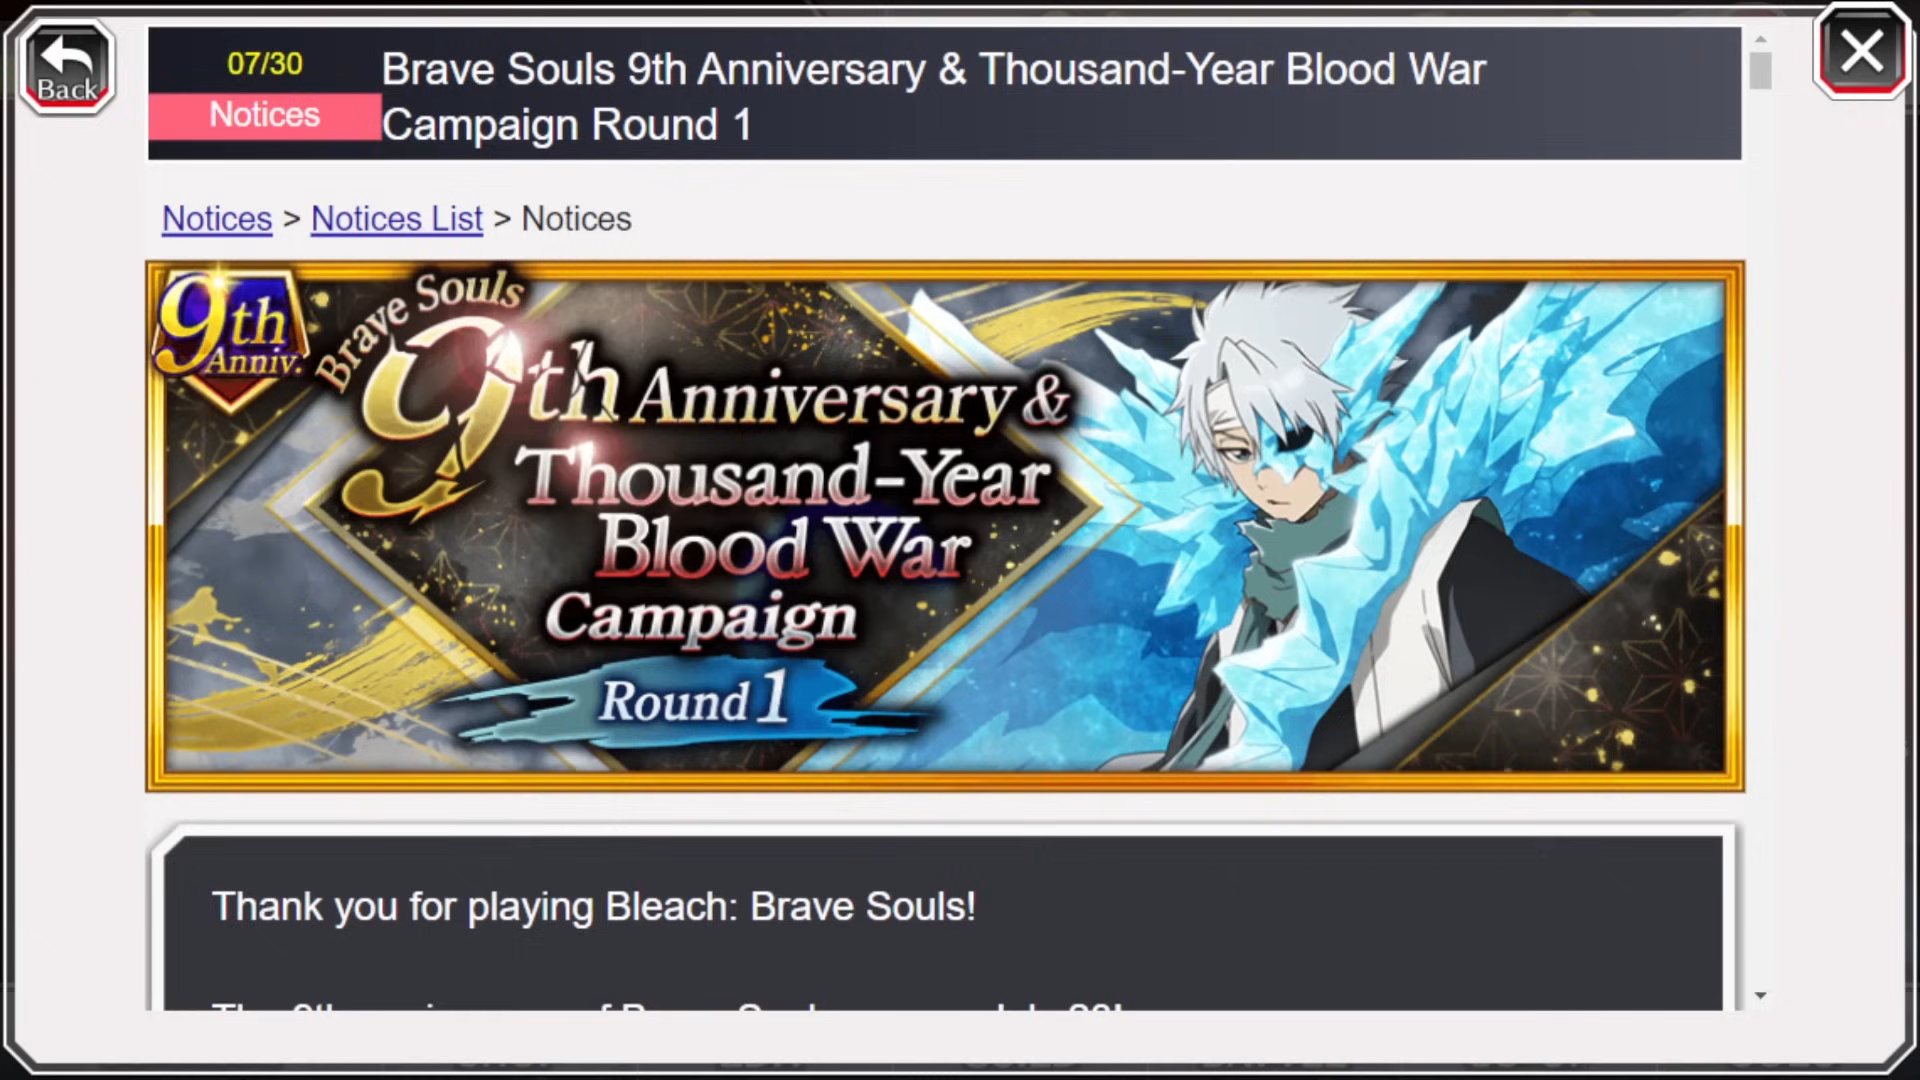 Back
07/30
Notices
Brave Souls 9th Anniversary & Thousand-Year Blood War
Campaign Round 1
Notices > Notices List > Notices
9th
Anniv.
Brave Souls
9th Anniversary &
Thousand-Year
Blood War
Campaign
Round 1
Thank you for playing Bleach: Brave Souls!